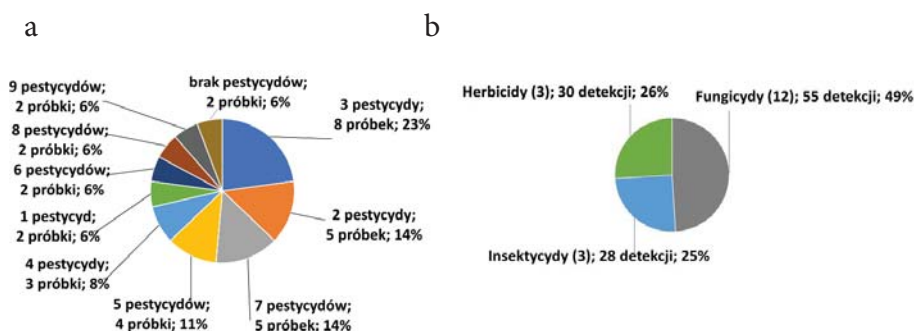 a
9 pestycydów;
2 próbki; 6%
brak pestycydów;
2 próbki; 6%
3 pestycydy;
8 próbek; 23%
8 pestycydów;
2 próbki; 6%
6 pestycydów;
2 próbki; 6%
1 pestycyd;
2 próbki; 6%
2 pestycydy;
5 próbek; 14%
4 pestycydy;
3 próbki; 8%
5 pestycydów;
4 próbki; 11%
7 pestycydów;
5 próbek; 14%
b
Herbicidy (3); 30 detekcji; 26%
Fungicydy (12); 55 detekcji; 49%
Insektycydy (3); 28 detekcji; 25%